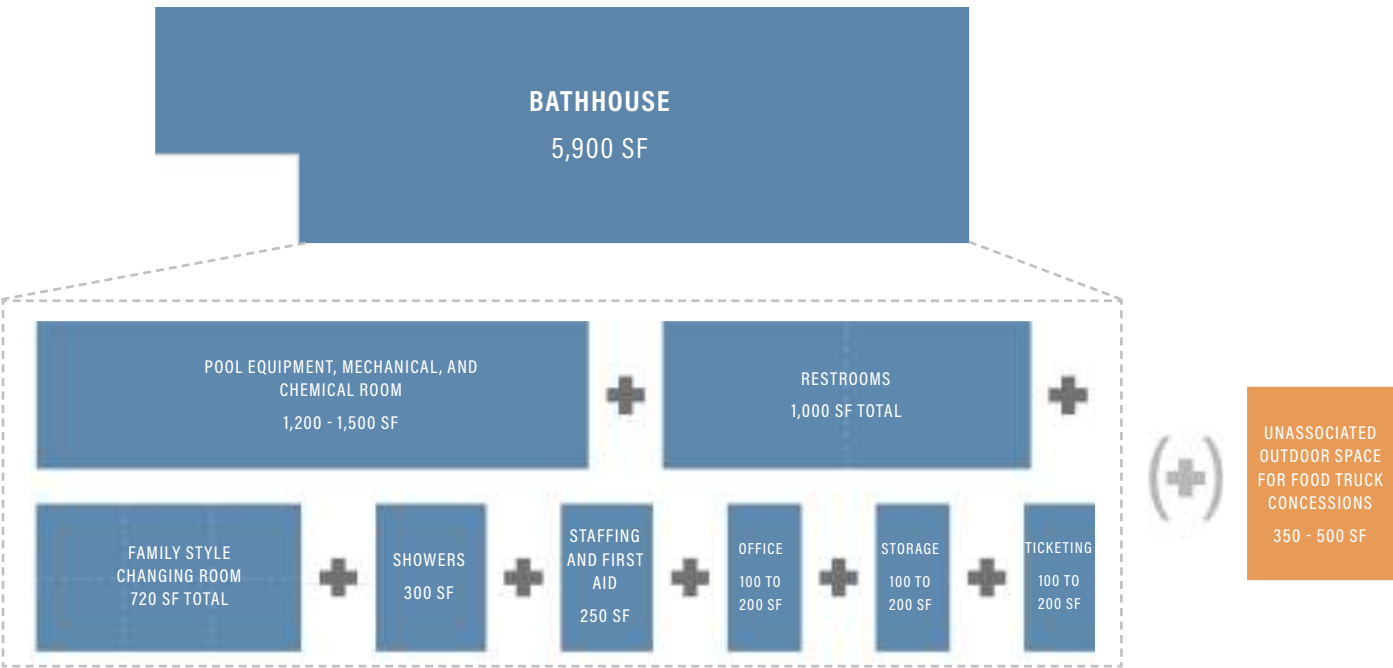 BATHHOUSE
5,900 SF
POOL EQUIPMENT, MECHANICAL, AND
CHEMICAL ROOM
1,200 - 1,500 SF
RESTROOMS
1,000 SF TOTAL
FAMILY STYLE
CHANGING ROOM
720 SF TOTAL
SHOWERS
300 SF
STAFFING
AND FIRST
AID
250 SF
OFFICE
100 TO
200 SF
STORAGE
100 TO
200 SF
TICKETING
100 TO
200 SF
UNASSOCIATED
OUTDOOR SPACE
FOR FOOD TRUCK
CONCESSIONS
350 - 500 SF